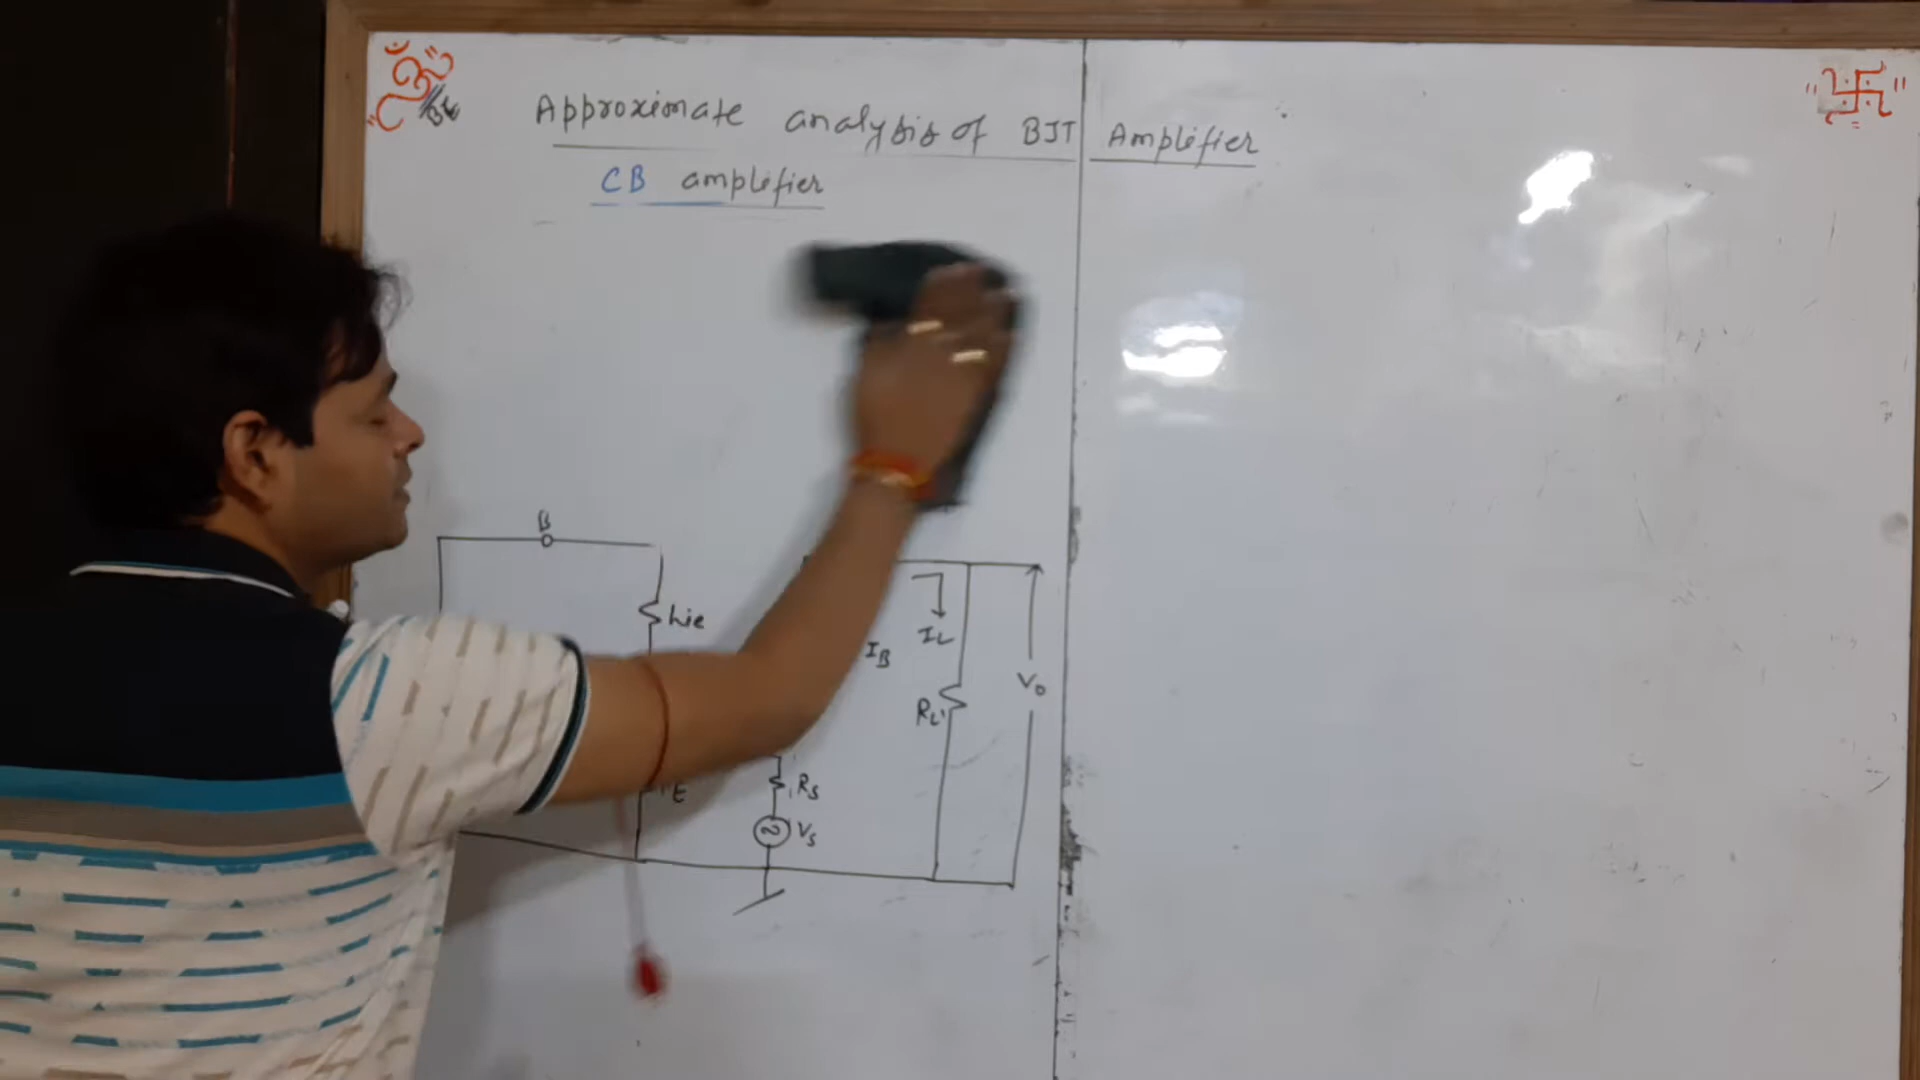 ॐ
Approximate analysis of BJT Amplifier
CB amplifier
B
hie
IB
IL
RL'
Vo
E
Rs
Vs